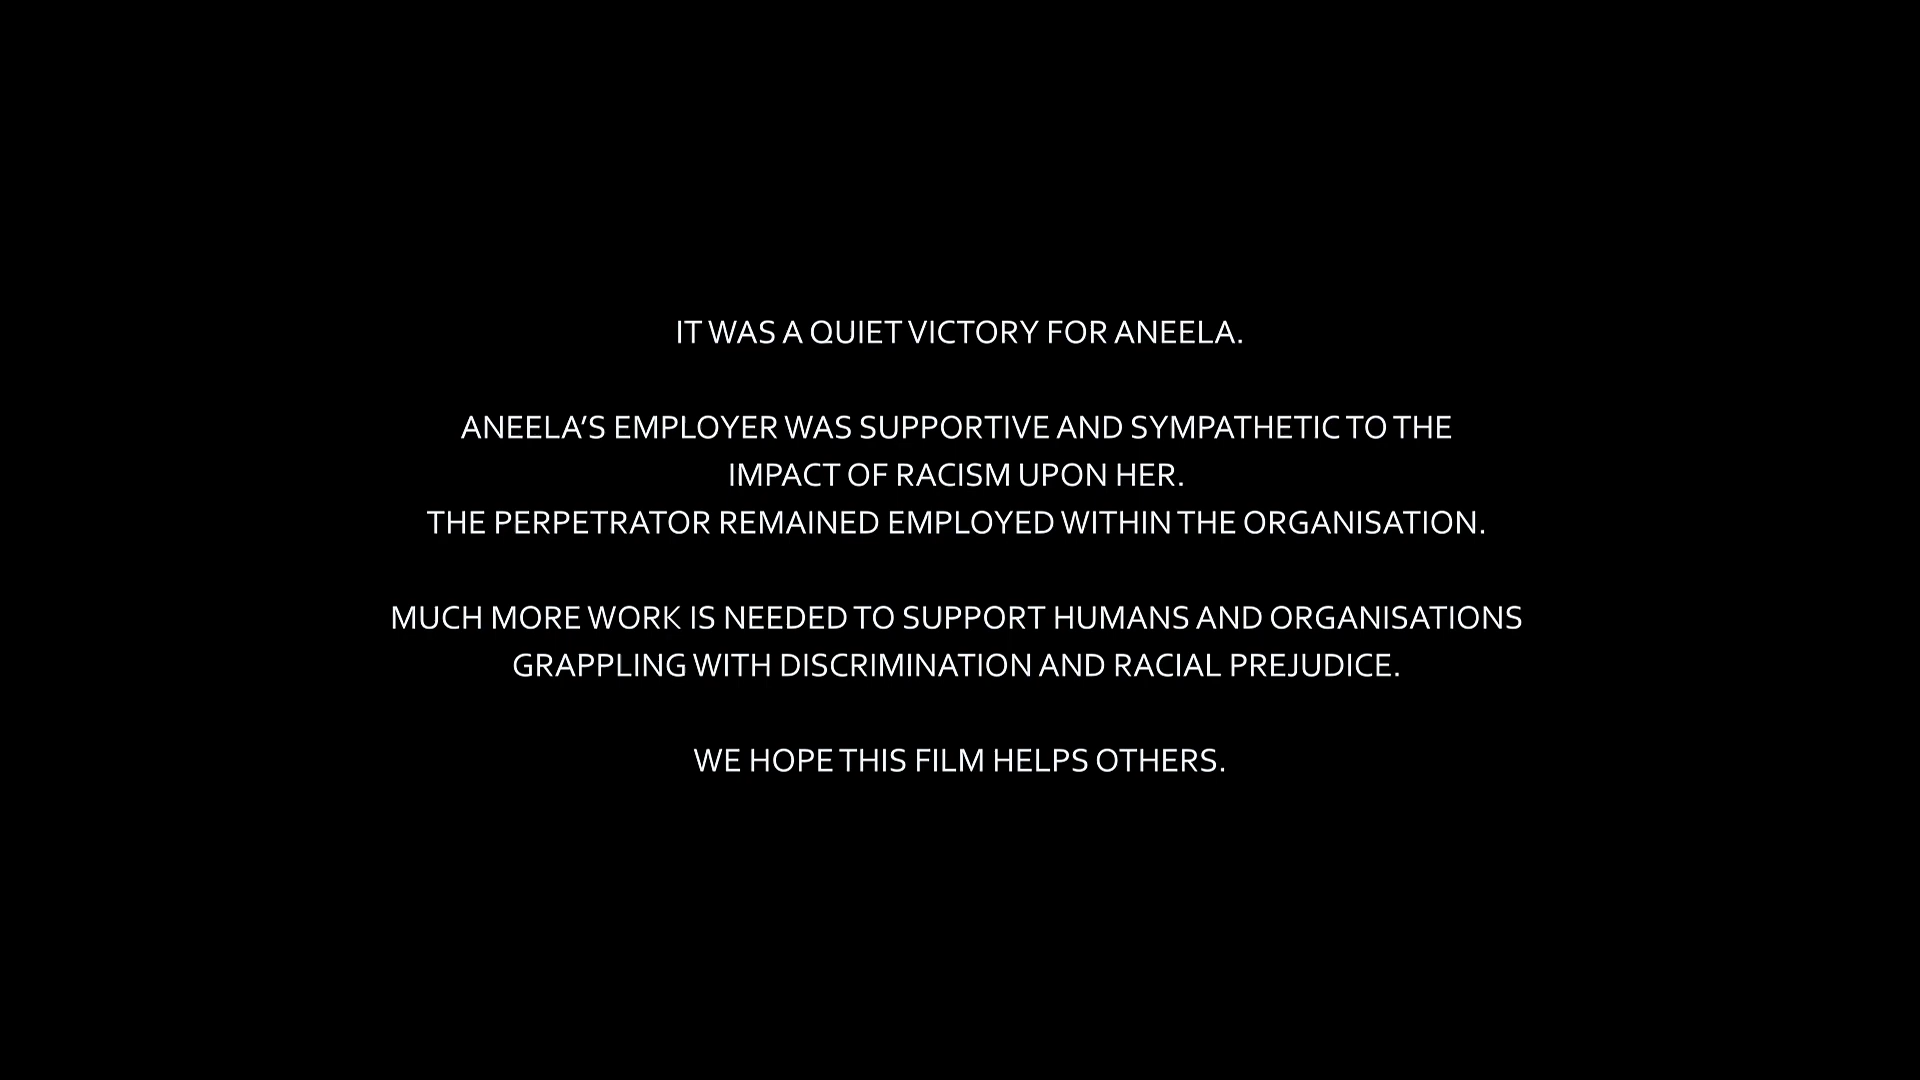 IT WAS A QUIET VICTORY FOR ANEELA.
ANEELA’S EMPLOYER WAS SUPPORTIVE AND SYMPATHETIC TO THE
IMPACT OF RACISM UPON HER.
THE PERPETRATOR REMAINED EMPLOYED WITHIN THE ORGANISATION.
MUCH MORE WORK IS NEEDED TO SUPPORT HUMANS AND ORGANISATIONS
GRAPPLING WITH DISCRIMINATION AND RACIAL PREJUDICE.
WE HOPE THIS FILM HELPS OTHERS.